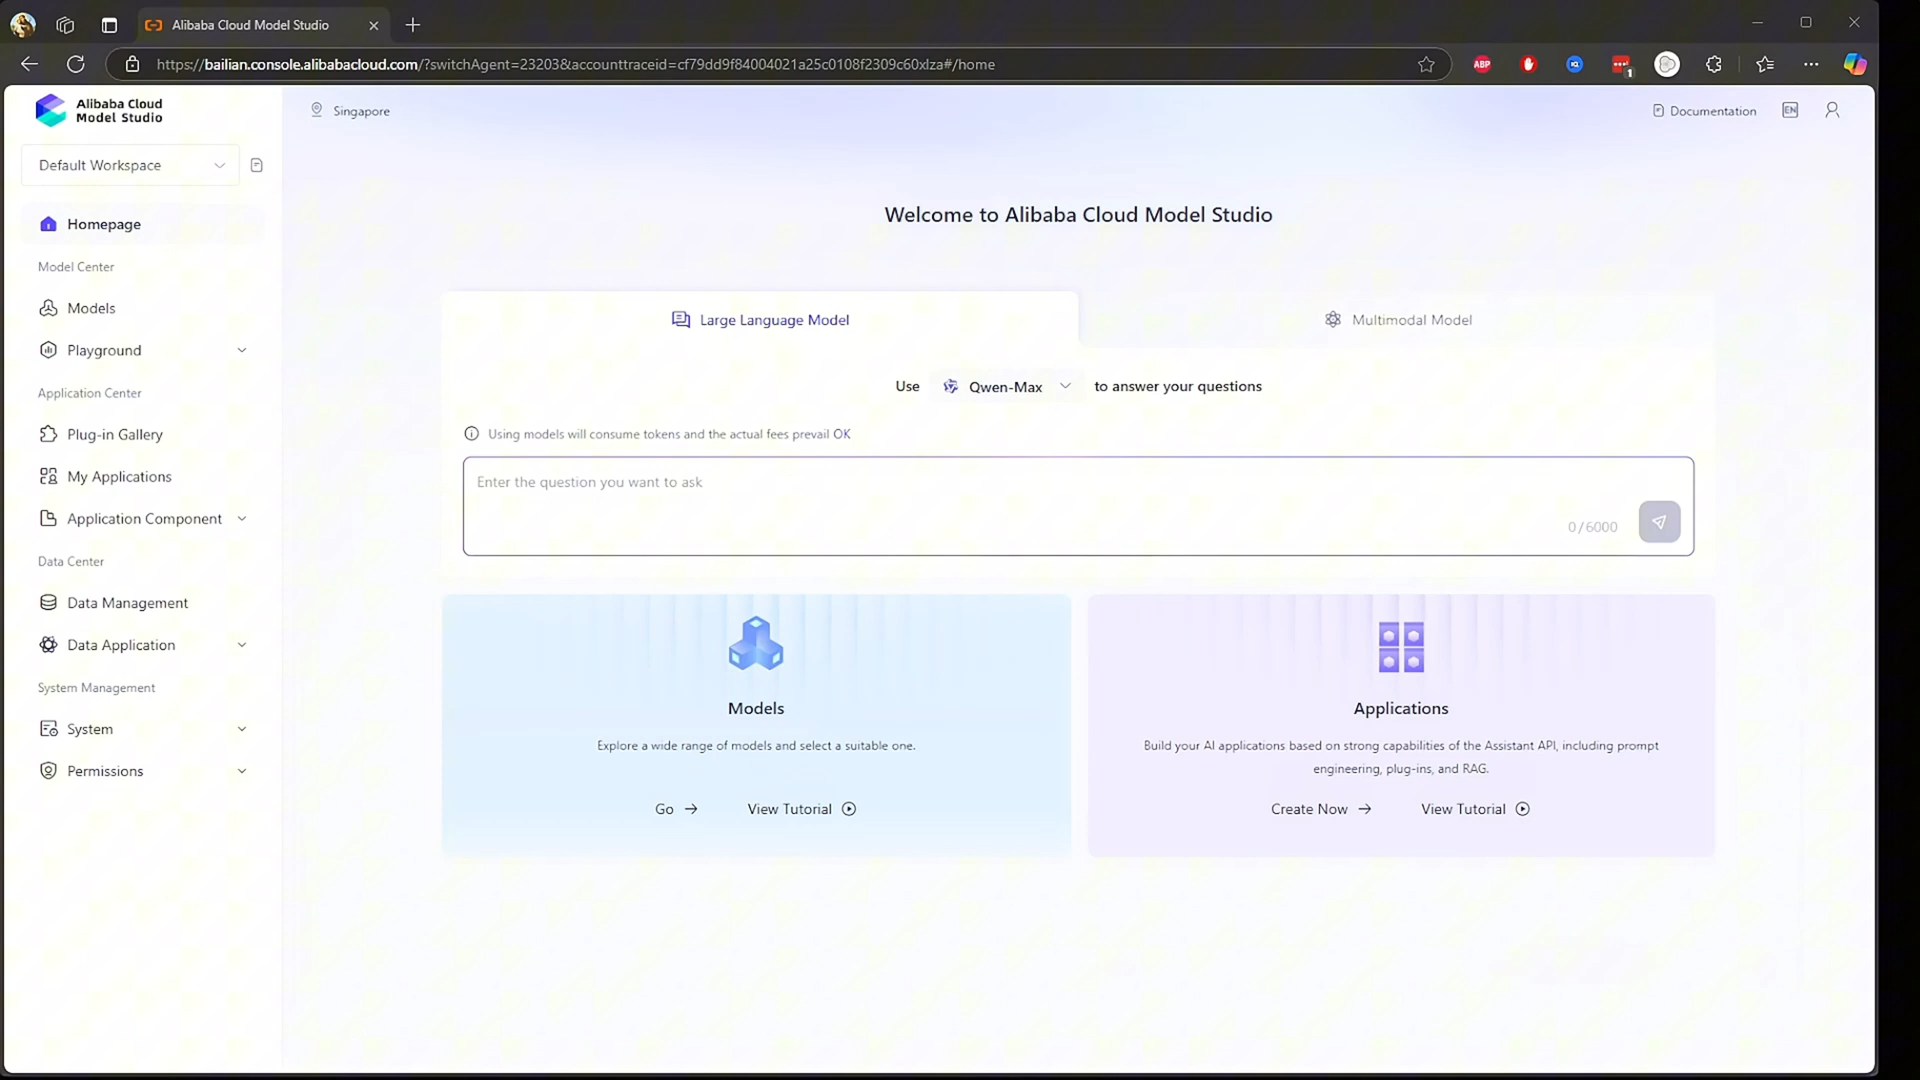 Alibaba Cloud Model Studio
https://bailian.console.alibabacloud.com/?switchAgent=23203&accounttraceid=cf79dd9f84004021a25c0108f2309c60xlza#/home
ABP
1
Alibaba Cloud
Model Studio
Singapore
Documentation
EN
Default Workspace
Homepage
Model Center
Models
Playground
Application Center
Plug-in Gallery
My Applications
Application Component
Data Center
Data Management
Data Application
System Management
System
Permissions
Welcome to Alibaba Cloud Model Studio
Large Language Model
Multimodal Model
Use Qwen-Max to answer your questions
Using models will consume tokens and the actual fees prevail OK
Enter the question you want to ask
0/6000
Models
Explore a wide range of models and select a suitable one.
Go
View Tutorial
Applications
Build your AI applications based on strong capabilities of the Assistant API, including prompt
engineering, plug-ins, and RAG.
Create Now
View Tutorial